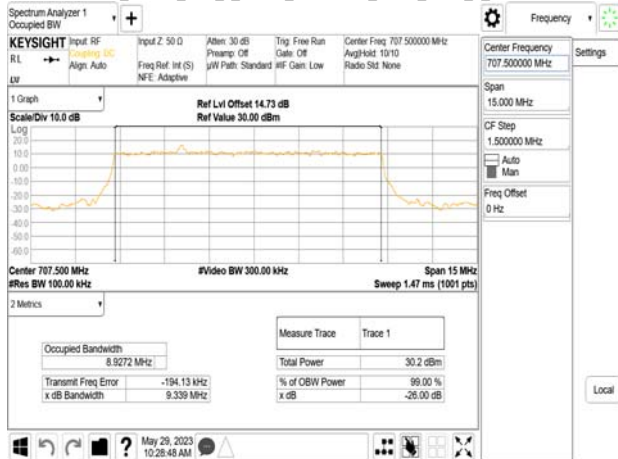 Spectrum Analyzer 1
Occupied BW
Frequency
KEYSIGHT Input: RF Input Z: 50 Ω Atten: 30 dB Trig: Free Run Center Freq: 707.500000 MHz
RL Coupling: DC Preamp: Off Gate: Off Avg|Hold: 10/10
Align: Auto Freq Ref: Int (S) µW Path: Standard #IF Gain: Low Radio Std: None
LW NFE: Adaptive
Center Frequency
707.500000 MHz
Settings
Span
15.000 MHz
CF Step
1.500000 MHz
Auto
Man
Freq Offset
0 Hz
1 Graph
Ref Lvl Offset 14.73 dB
Scale/Div 10.0 dB Ref Value 30.00 dBm
Log
20.0
10.0
0.00
-10.0
-20.0
-30.0
-40.0
-50.0
-60.0
Center 707.500 MHz #Video BW 300.00 kHz Span 15 MHz
#Res BW 100.00 kHz Sweep 1.47 ms (1001 pts)
2 Metrics
Measure Trace Trace 1
Occupied Bandwidth
8.9272 MHz Total Power 30.2 dBm
Transmit Freq Error -194.13 kHz % of OBW Power 99.00 %
x dB Bandwidth 9.339 MHz x dB -26.00 dB
Local
May 29, 2023
10:28:48 AM